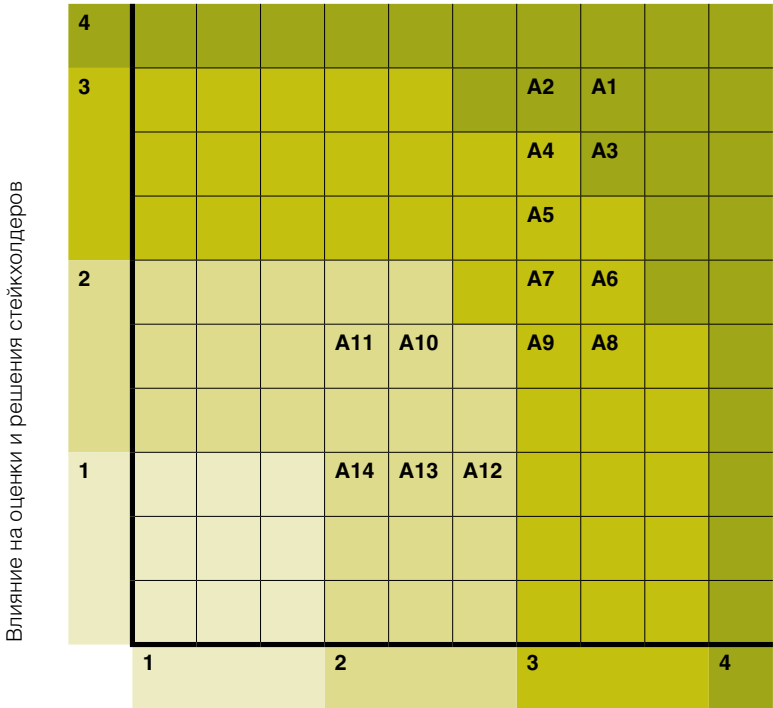 Влияние на оценки и решения стейкхолдеров
4
3 A2 A1
A4 A3
A5
2 A7 A6
A11 A10 A9 A8
1 A14 A13 A12
1 2 3 4